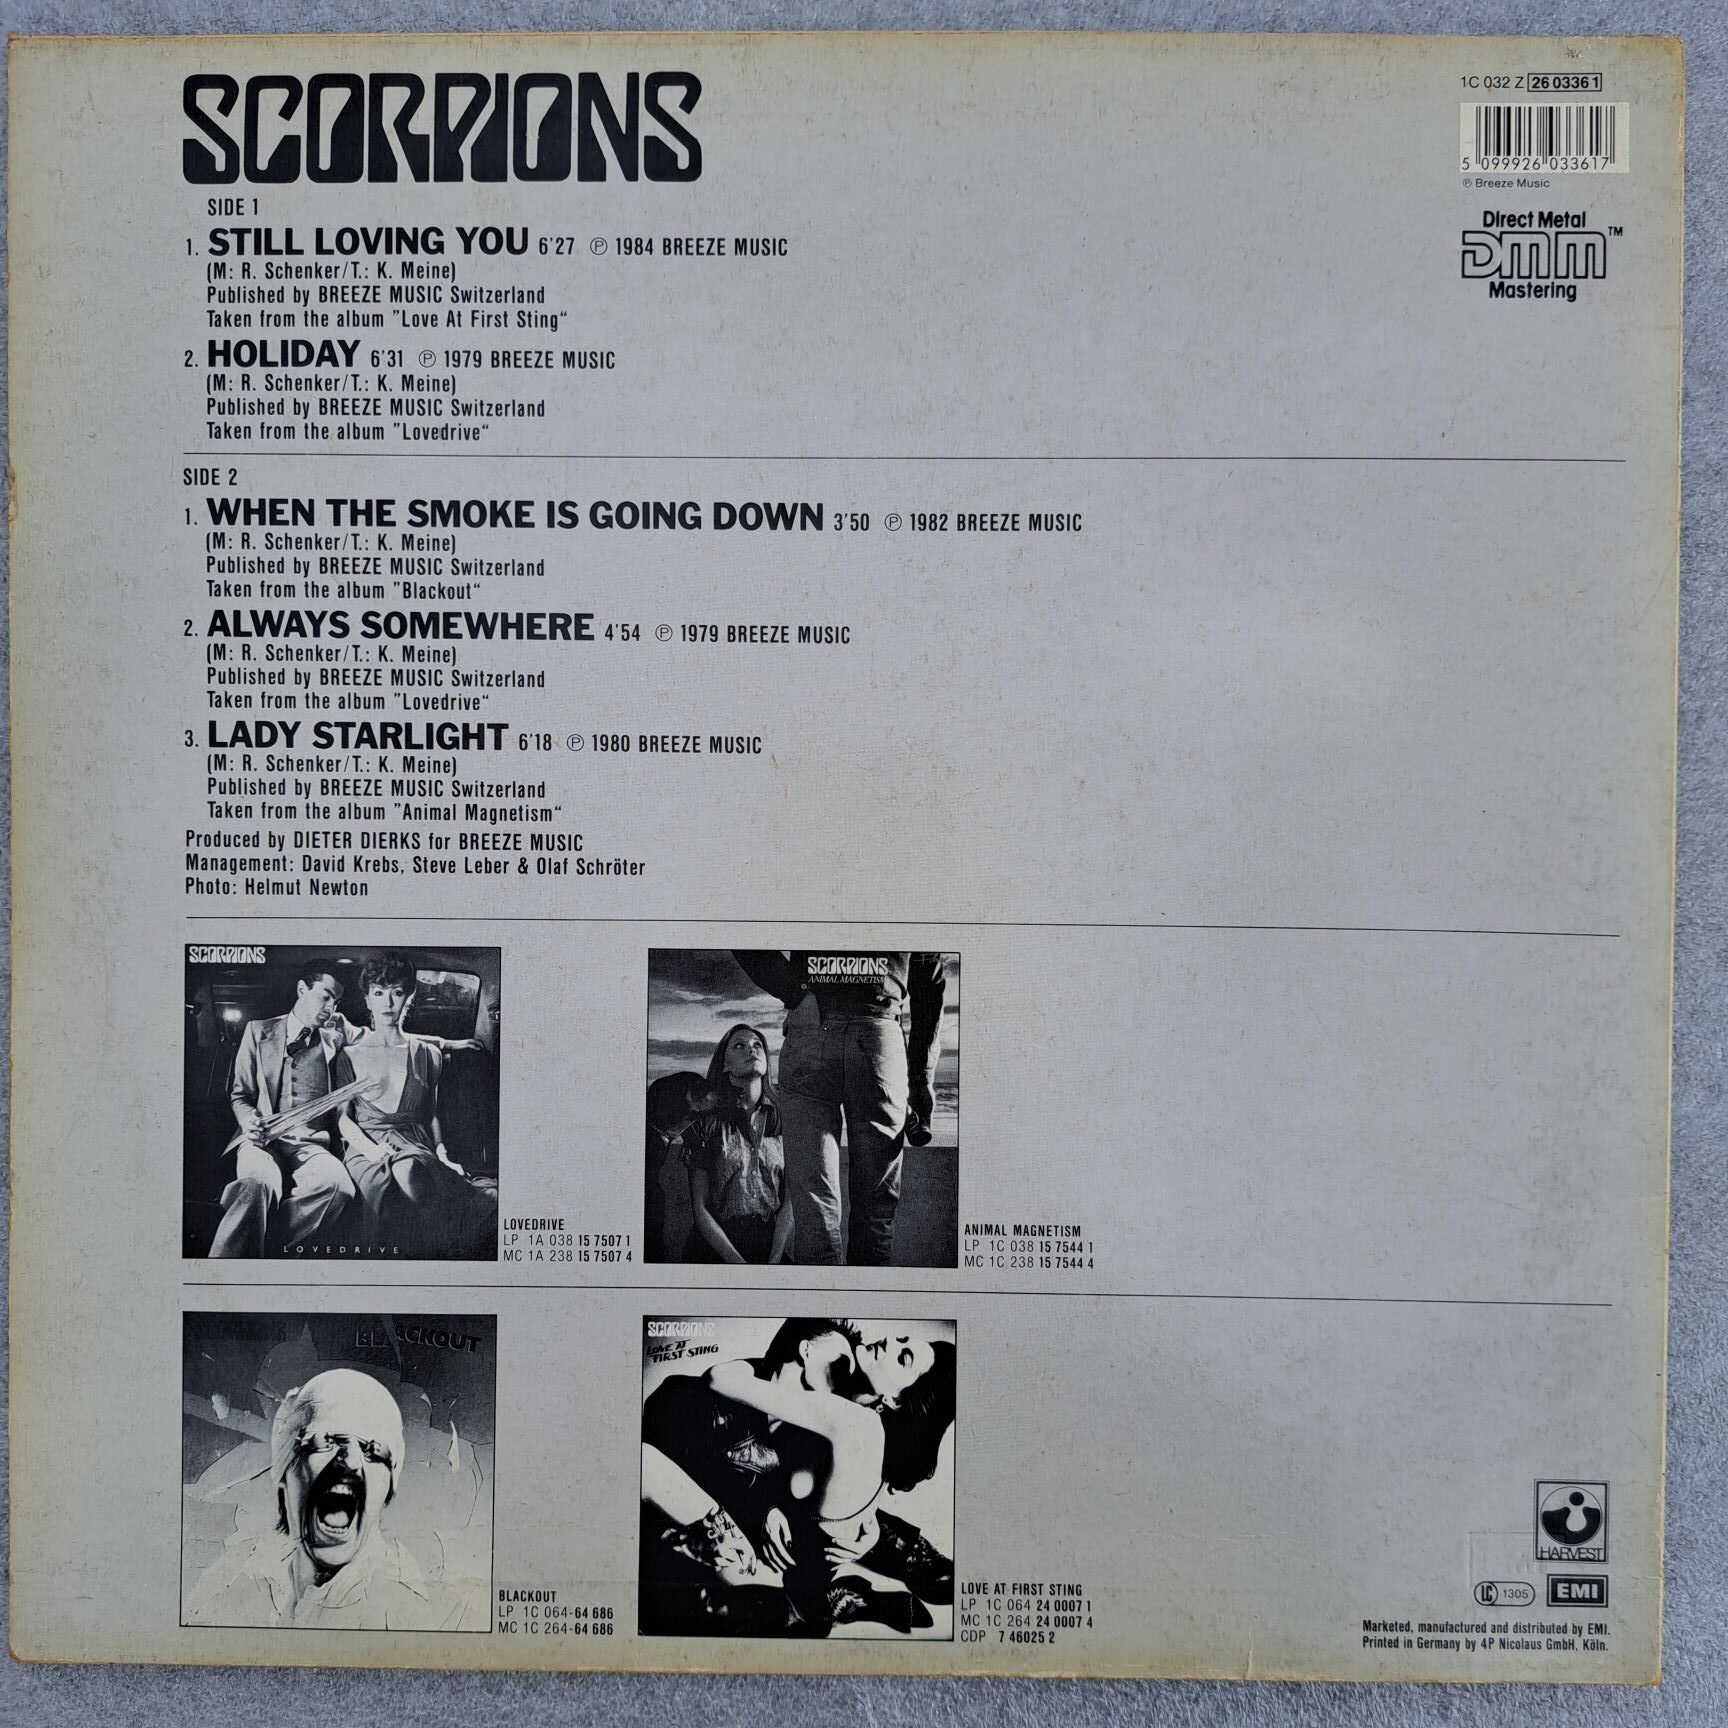 SCORPIONS
1C 032 Z 26 0336 1
5 099926 033617
℗ Breeze Music
Direct Metal
DMM™
Mastering
SIDE 1
1. STILL LOVING YOU 6'27 ℗ 1984 BREEZE MUSIC
(M: R. Schenker/T.: K. Meine)
Published by BREEZE MUSIC Switzerland
Taken from the album ”Love At First Sting“
2. HOLIDAY 6'31 ℗ 1979 BREEZE MUSIC
(M: R. Schenker/T.: K. Meine)
Published by BREEZE MUSIC Switzerland
Taken from the album ”Lovedrive“
SIDE 2
1. WHEN THE SMOKE IS GOING DOWN 3'50 ℗ 1982 BREEZE MUSIC
(M: R. Schenker/T.: K. Meine)
Published by BREEZE MUSIC Switzerland
Taken from the album ”Blackout“
2. ALWAYS SOMEWHERE 4'54 ℗ 1979 BREEZE MUSIC
(M: R. Schenker/T.: K. Meine)
Published by BREEZE MUSIC Switzerland
Taken from the album ”Lovedrive“
3. LADY STARLIGHT 6'18 ℗ 1980 BREEZE MUSIC
(M: R. Schenker/T.: K. Meine)
Published by BREEZE MUSIC Switzerland
Taken from the album ”Animal Magnetism“
Produced by DIETER DIERKS for BREEZE MUSIC
Management: David Krebs, Steve Leber & Olaf Schröter
Photo: Helmut Newton
SCORPIONS
LOVEDRIVE
LOVEDRIVE
LP 1A 038 15 7507 1
MC 1A 238 15 7507 4
SCORPIONS
ANIMAL MAGNETISM
ANIMAL MAGNETISM
LP 1C 038 15 7544 1
MC 1C 238 15 7544 4
BLACKOUT
BLACKOUT
LP 1C 064-64 686
MC 1C 264-64 686
SCORPIONS
LOVE AT
FIRST STING
LOVE AT FIRST STING
LP 1C 064 24 0007 1
MC 1C 264 24 0007 4
CDP 7 46025 2
HARVEST
LC 1305 EMI
Marketed, manufactured and distributed by EMI.
Printed in Germany by 4P Nicolaus GmbH, Köln.